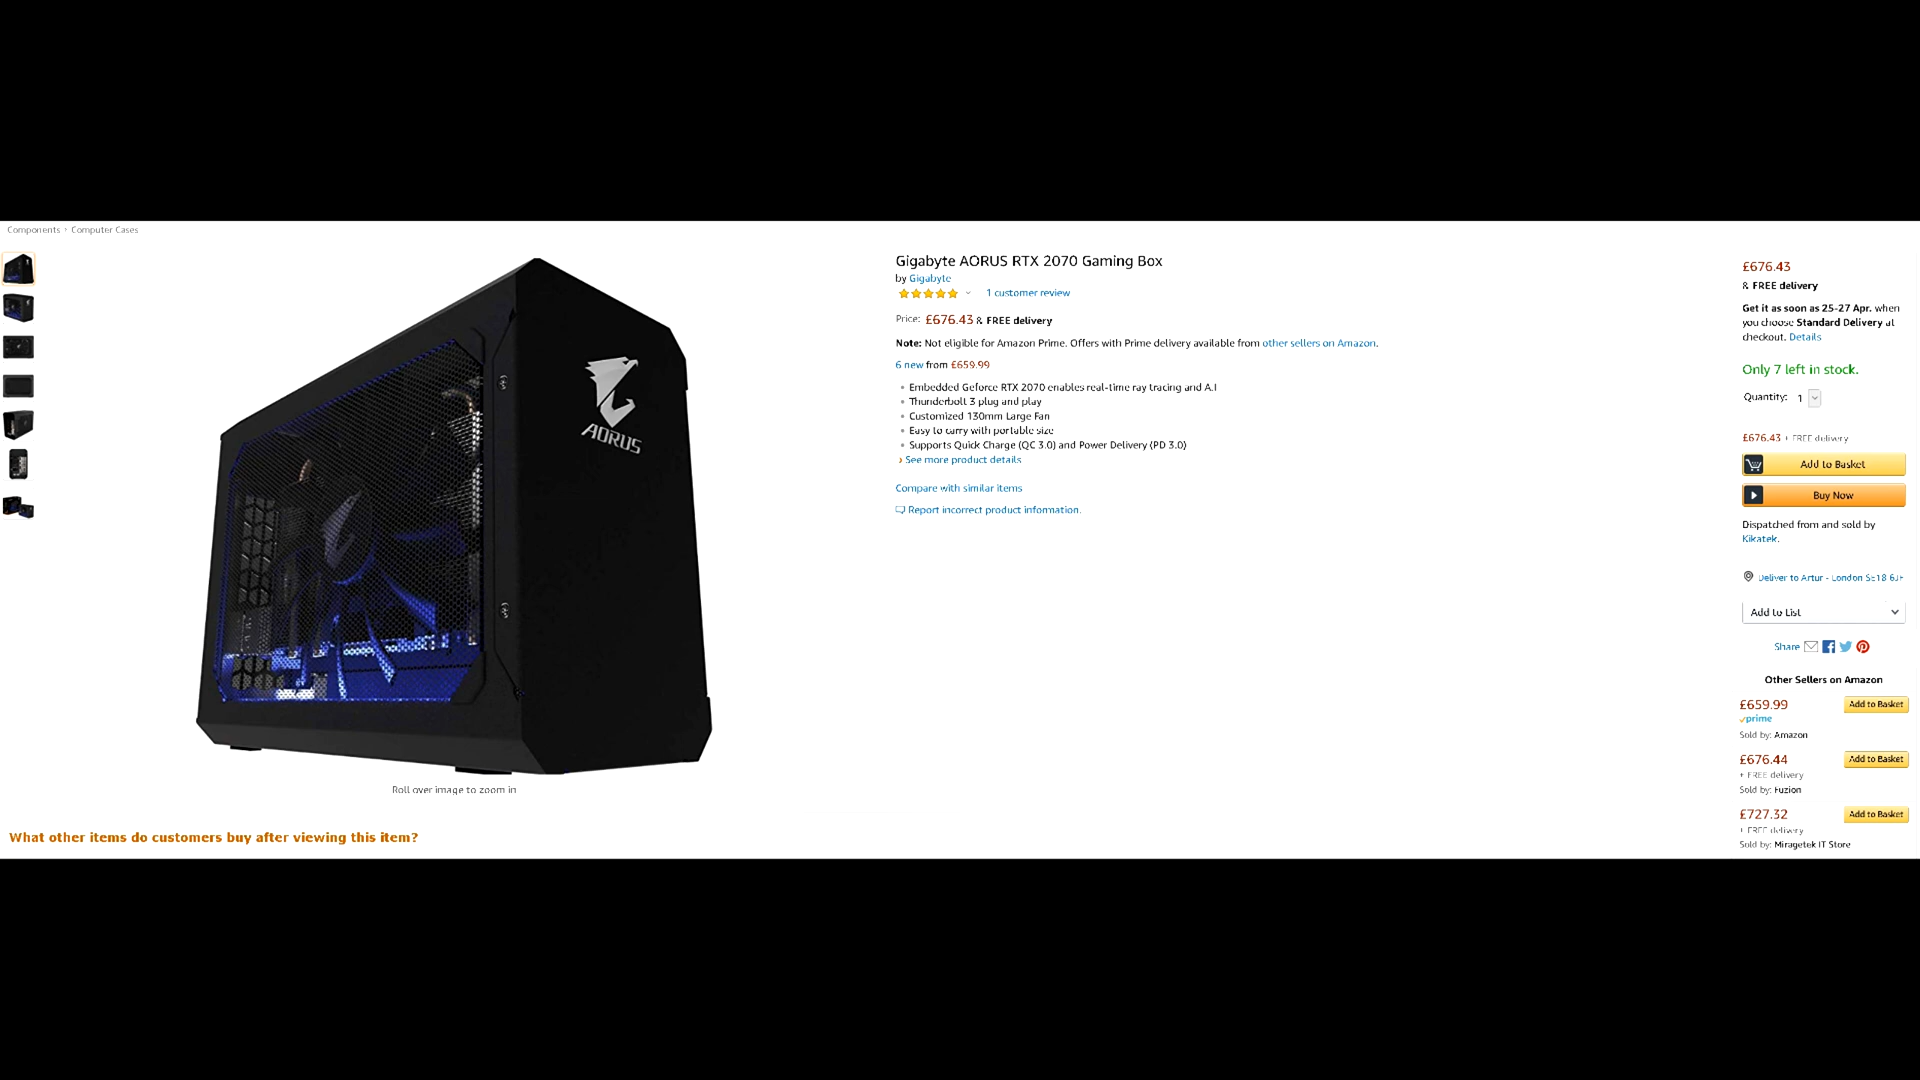 Components › Computer Cases
AORUS
Roll over image to zoom in
What other items do customers buy after viewing this item?
Gigabyte AORUS RTX 2070 Gaming Box
by Gigabyte
1 customer review
Price: £676.43 & FREE delivery
Note: Not eligible for Amazon Prime. Offers with Prime delivery available from other sellers on Amazon.
6 new from £659.99
Embedded Geforce RTX 2070 enables real-time ray tracing and A.I
Thunderbolt 3 plug and play
Customized 130mm Large Fan
Easy to carry with portable size
Supports Quick Charge (QC 3.0) and Power Delivery (PD 3.0)
› See more product details
Compare with similar items
Report incorrect product information.
£676.43
& FREE delivery
Get it as soon as 25-27 Apr. when
you choose Standard Delivery at
checkout. Details
Only 7 left in stock.
Quantity: 1
£676.43 + FREE delivery
Add to Basket
Buy Now
Dispatched from and sold by
Kikatek.
Deliver to Artur - London SE18 6JF
Add to List
Share
Other Sellers on Amazon
£659.99 Add to Basket
prime
Sold by: Amazon
£676.44 Add to Basket
+ FREE delivery
Sold by: Fuzion
£727.32 Add to Basket
+ FREE delivery
Sold by: Miragetek IT Store